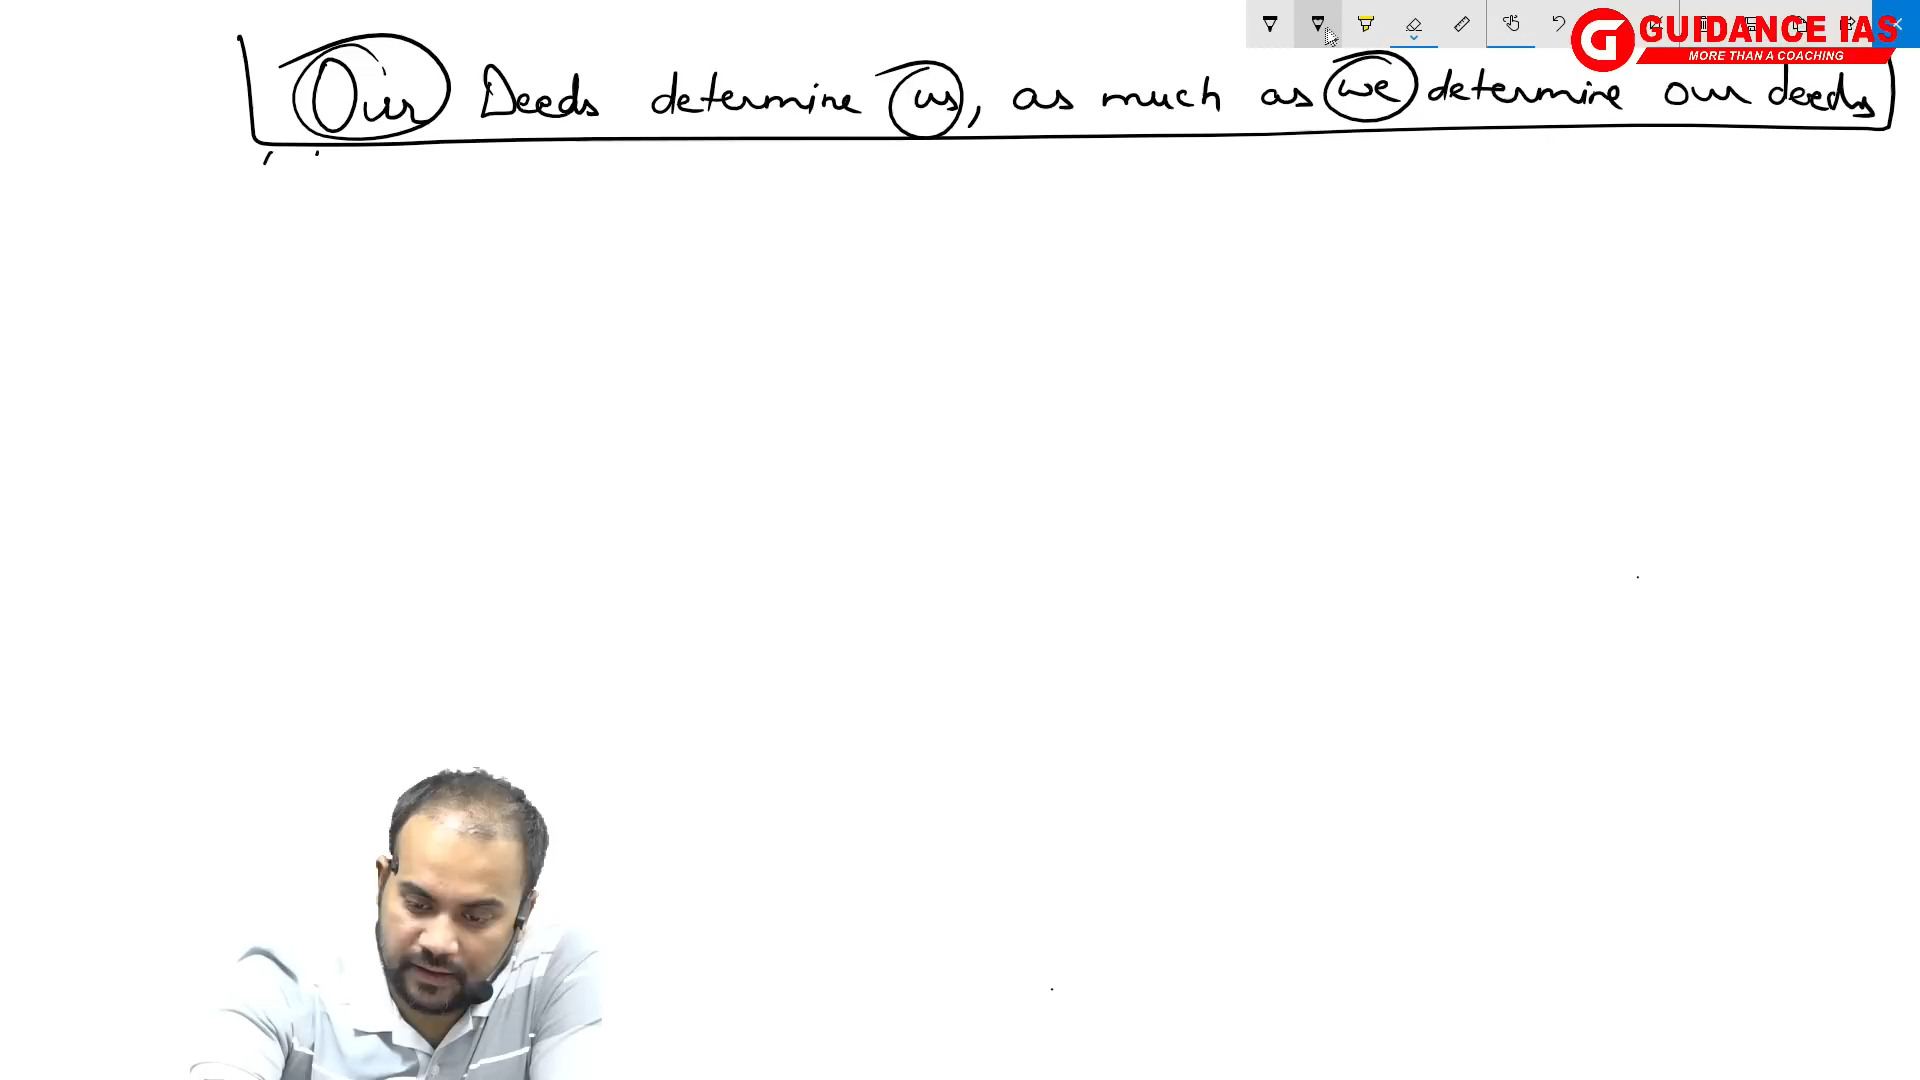 GUIDANCE IAS
MORE THAN A COACHING
Our Deeds determine us, as much as we determine our deeds